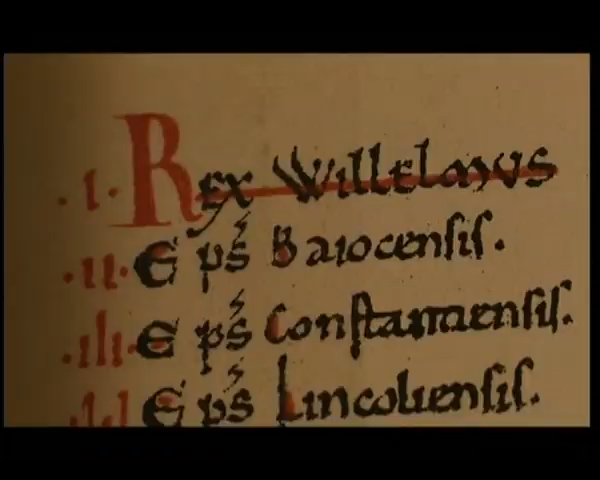 .I. Rex Willelmus
.II. Eps Baiocensis.
.III. Eps Constantiensis.
.IIII Eps Lincoliensis.